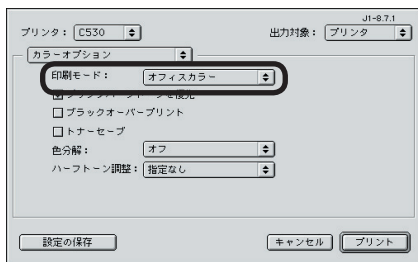 J1-8.7.1
プリンタ： C530 出力対象： プリンタ
カラーオプション
印刷モード： オフィスカラー
ブラックオーバープリント
トナーセーブ
色分解： オフ
ハーフトーン調整： 指定なし
設定の保存 キャンセル プリント